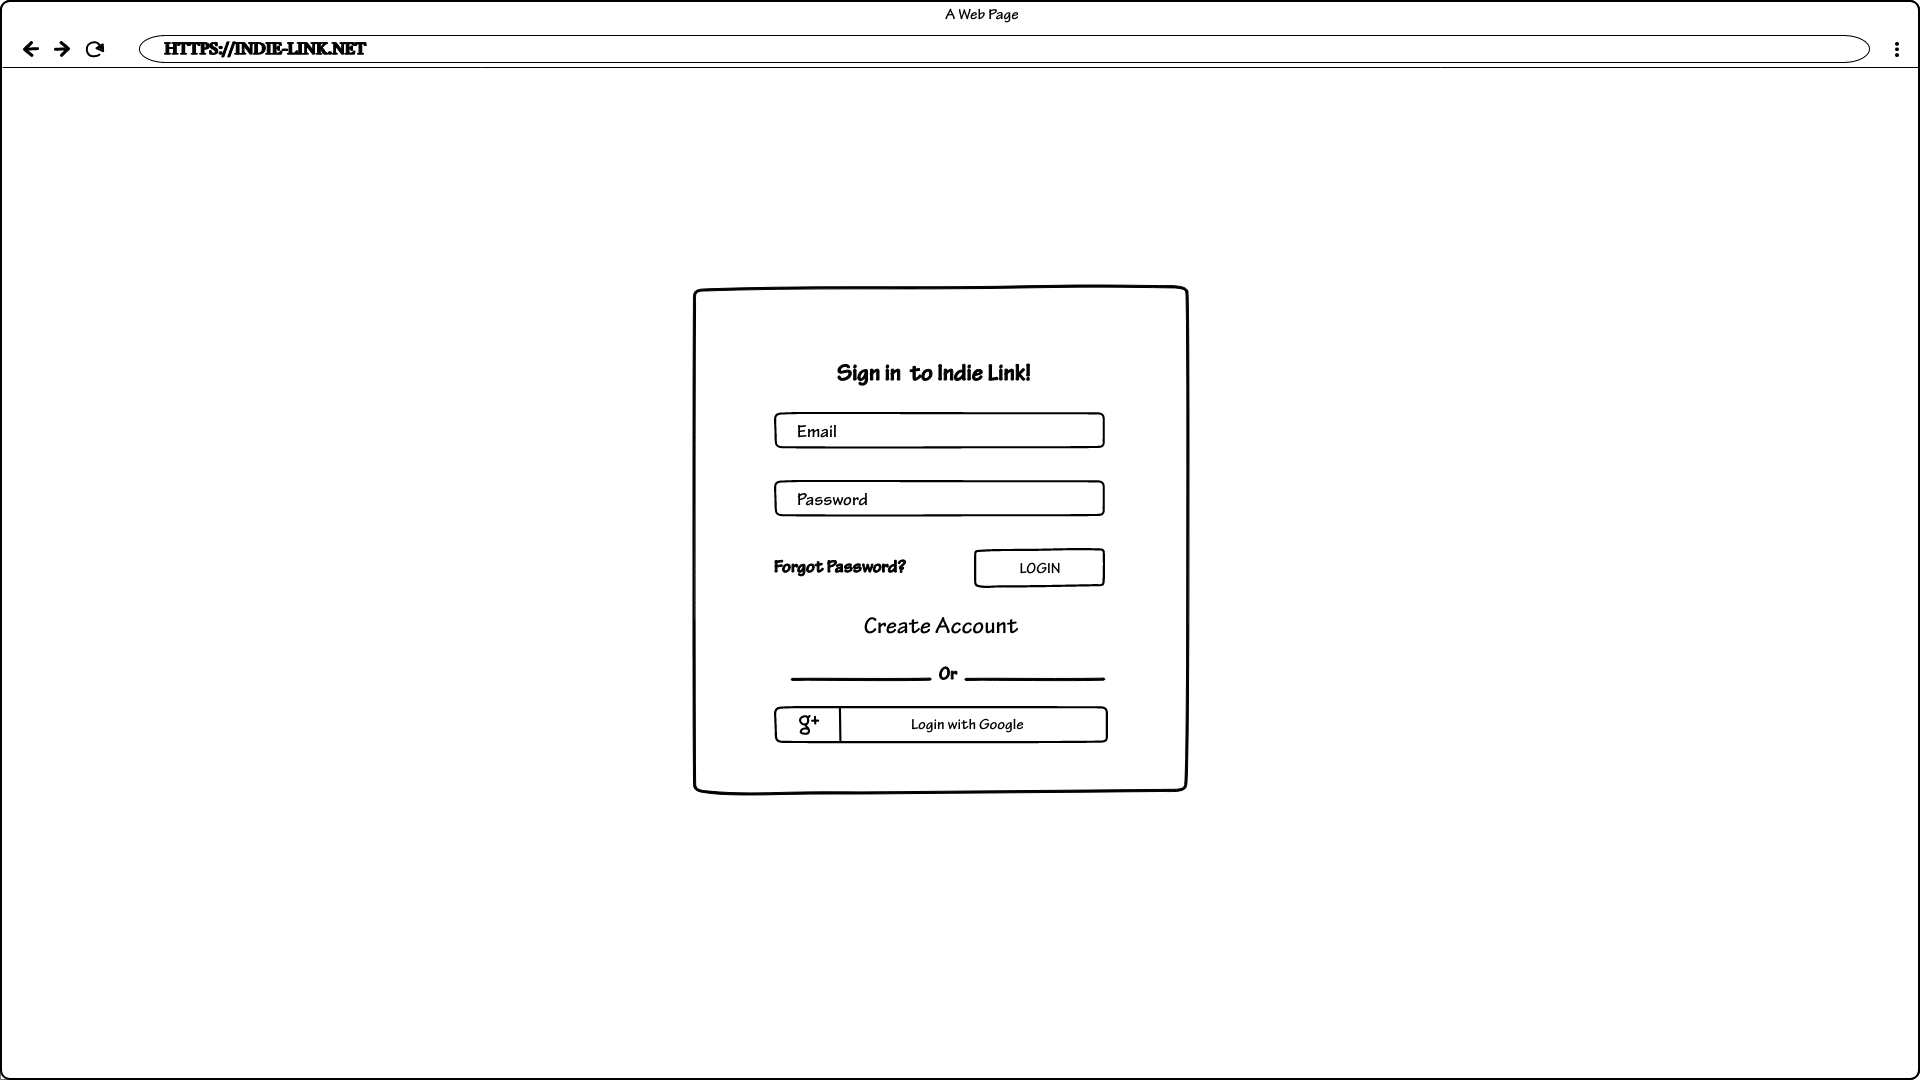 A Web Page
HTTPS://INDIE-LINK.NET
Sign in to Indie Link!
Email
Password
Forgot Password?
LOGIN
Create Account
Or
g+
Login with Google